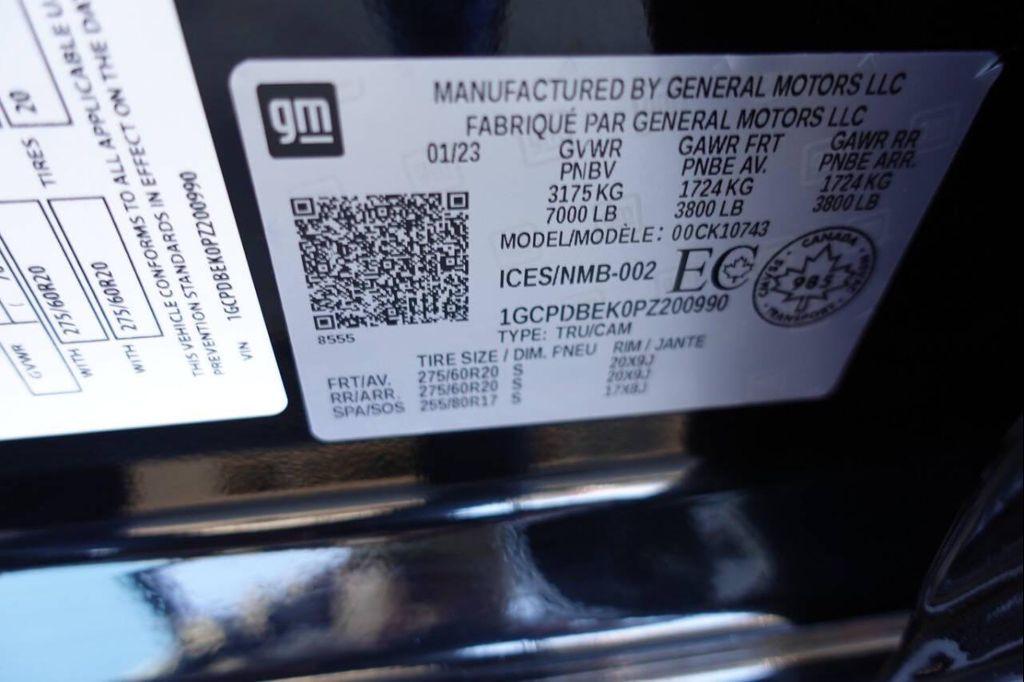 gm
MANUFACTURED BY GENERAL MOTORS LLC
FABRIQUÉ PAR GENERAL MOTORS LLC
01/23
GVWR GAWR FRT GAWR RR
PNBV PNBE AV. PNBE ARR.
3175 KG 1724 KG 1724 KG
7000 LB 3800 LB 3800 LB
MODEL/MODÈLE: 00CK10743
ICES/NMB-002 EC
CANADA
985
TRANSPORT
1GCPDBEK0PZ200990
TYPE: TRU/CAM
8555
TIRE SIZE / DIM. PNEU RIM / JANTE
FRT/AV. 275/60R20 S 20X9J
RR/ARR. 275/60R20 S 20X9J
SPA/SOS 255/80R17 S 17X8J
20
TIRES
GVWR
WITH 275/60R20
WITH 275/60R20
THIS VEHICLE CONFORMS TO ALL APPLICABLE U
PREVENTION STANDARDS IN EFFECT ON THE DA
VIN 1GCPDBEK0PZ200990